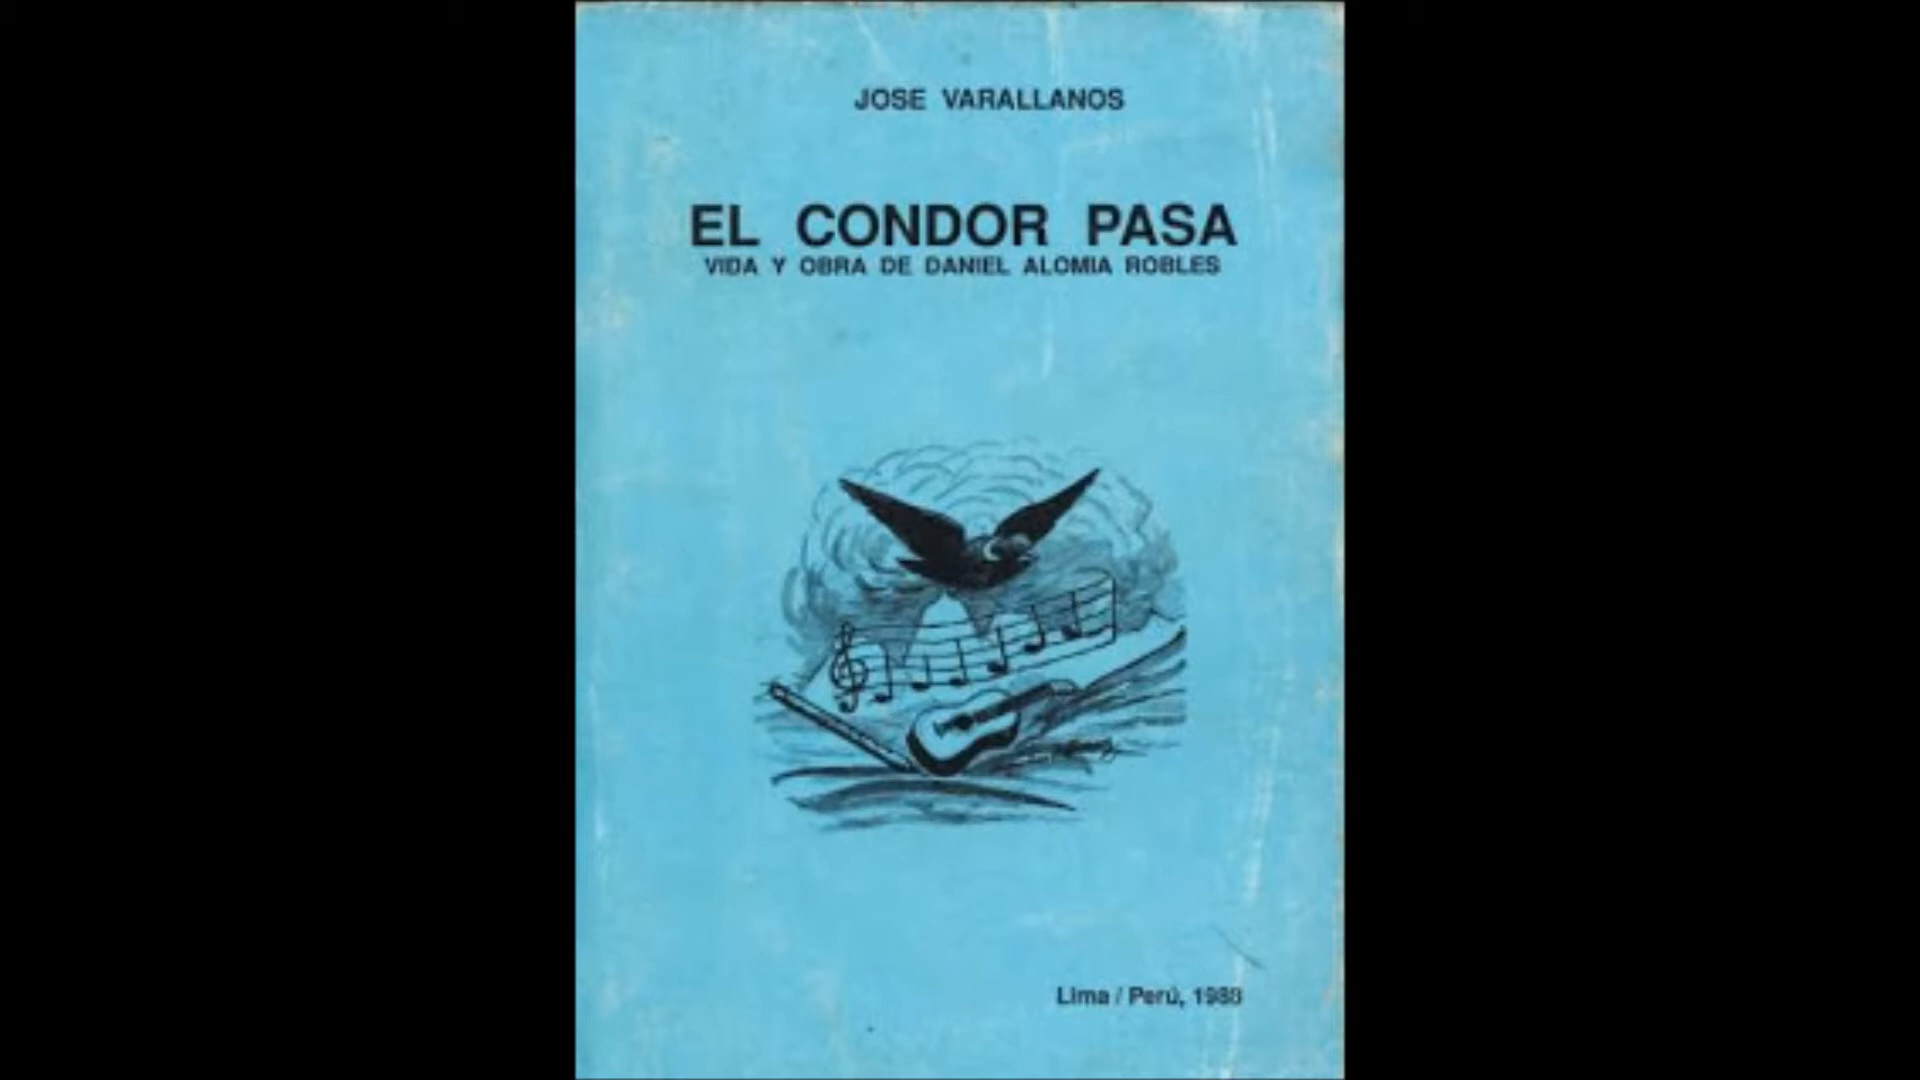 JOSE VARALLANOS
EL CONDOR PASA
VIDA Y OBRA DE DANIEL ALOMIA ROBLES
Lima / Perú, 1988